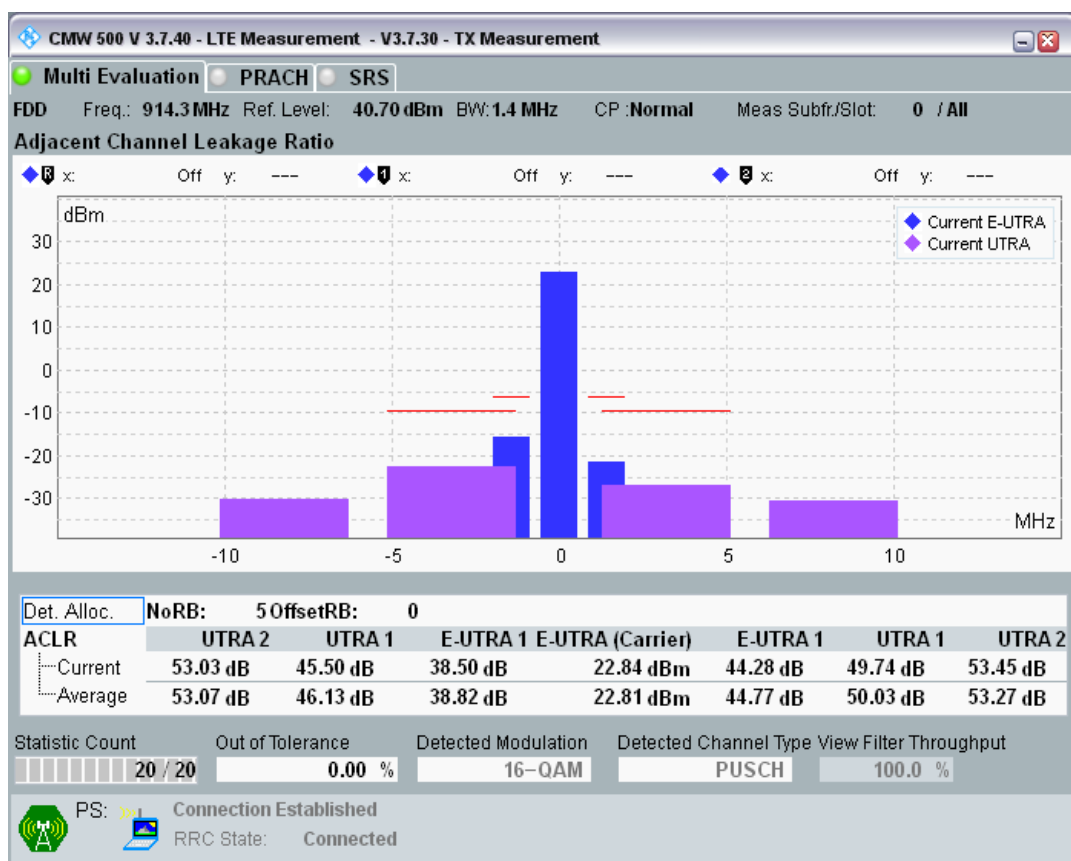 CMW 500 V 3.7.40 - LTE Measurement - V3.7.30 - TX Measurement
Multi Evaluation PRACH SRS
FDD Freq.: 914.3 MHz Ref. Level: 40.70 dBm BW: 1.4 MHz CP :Normal Meas Subfr./Slot: 0 / All
Adjacent Channel Leakage Ratio
R x: Off y: --- 1 x: Off y: --- 2 x: Off y: ---
dBm
Current E-UTRA
Current UTRA
30
20
10
0
-10
-20
-30
MHz
-10 -5 0 5 10
Det. Alloc. NoRB: 5 OffsetRB: 0
ACLR UTRA 2 UTRA 1 E-UTRA 1 E-UTRA (Carrier) E-UTRA 1 UTRA 1 UTRA 2
Current 53.03 dB 45.50 dB 38.50 dB 22.84 dBm 44.28 dB 49.74 dB 53.45 dB
Average 53.07 dB 46.13 dB 38.82 dB 22.81 dBm 44.77 dB 50.03 dB 53.27 dB
Statistic Count Out of Tolerance Detected Modulation Detected Channel Type View Filter Throughput
20 / 20 0.00 % 16-QAM PUSCH 100.0 %
PS: Connection Established
RRC State: Connected